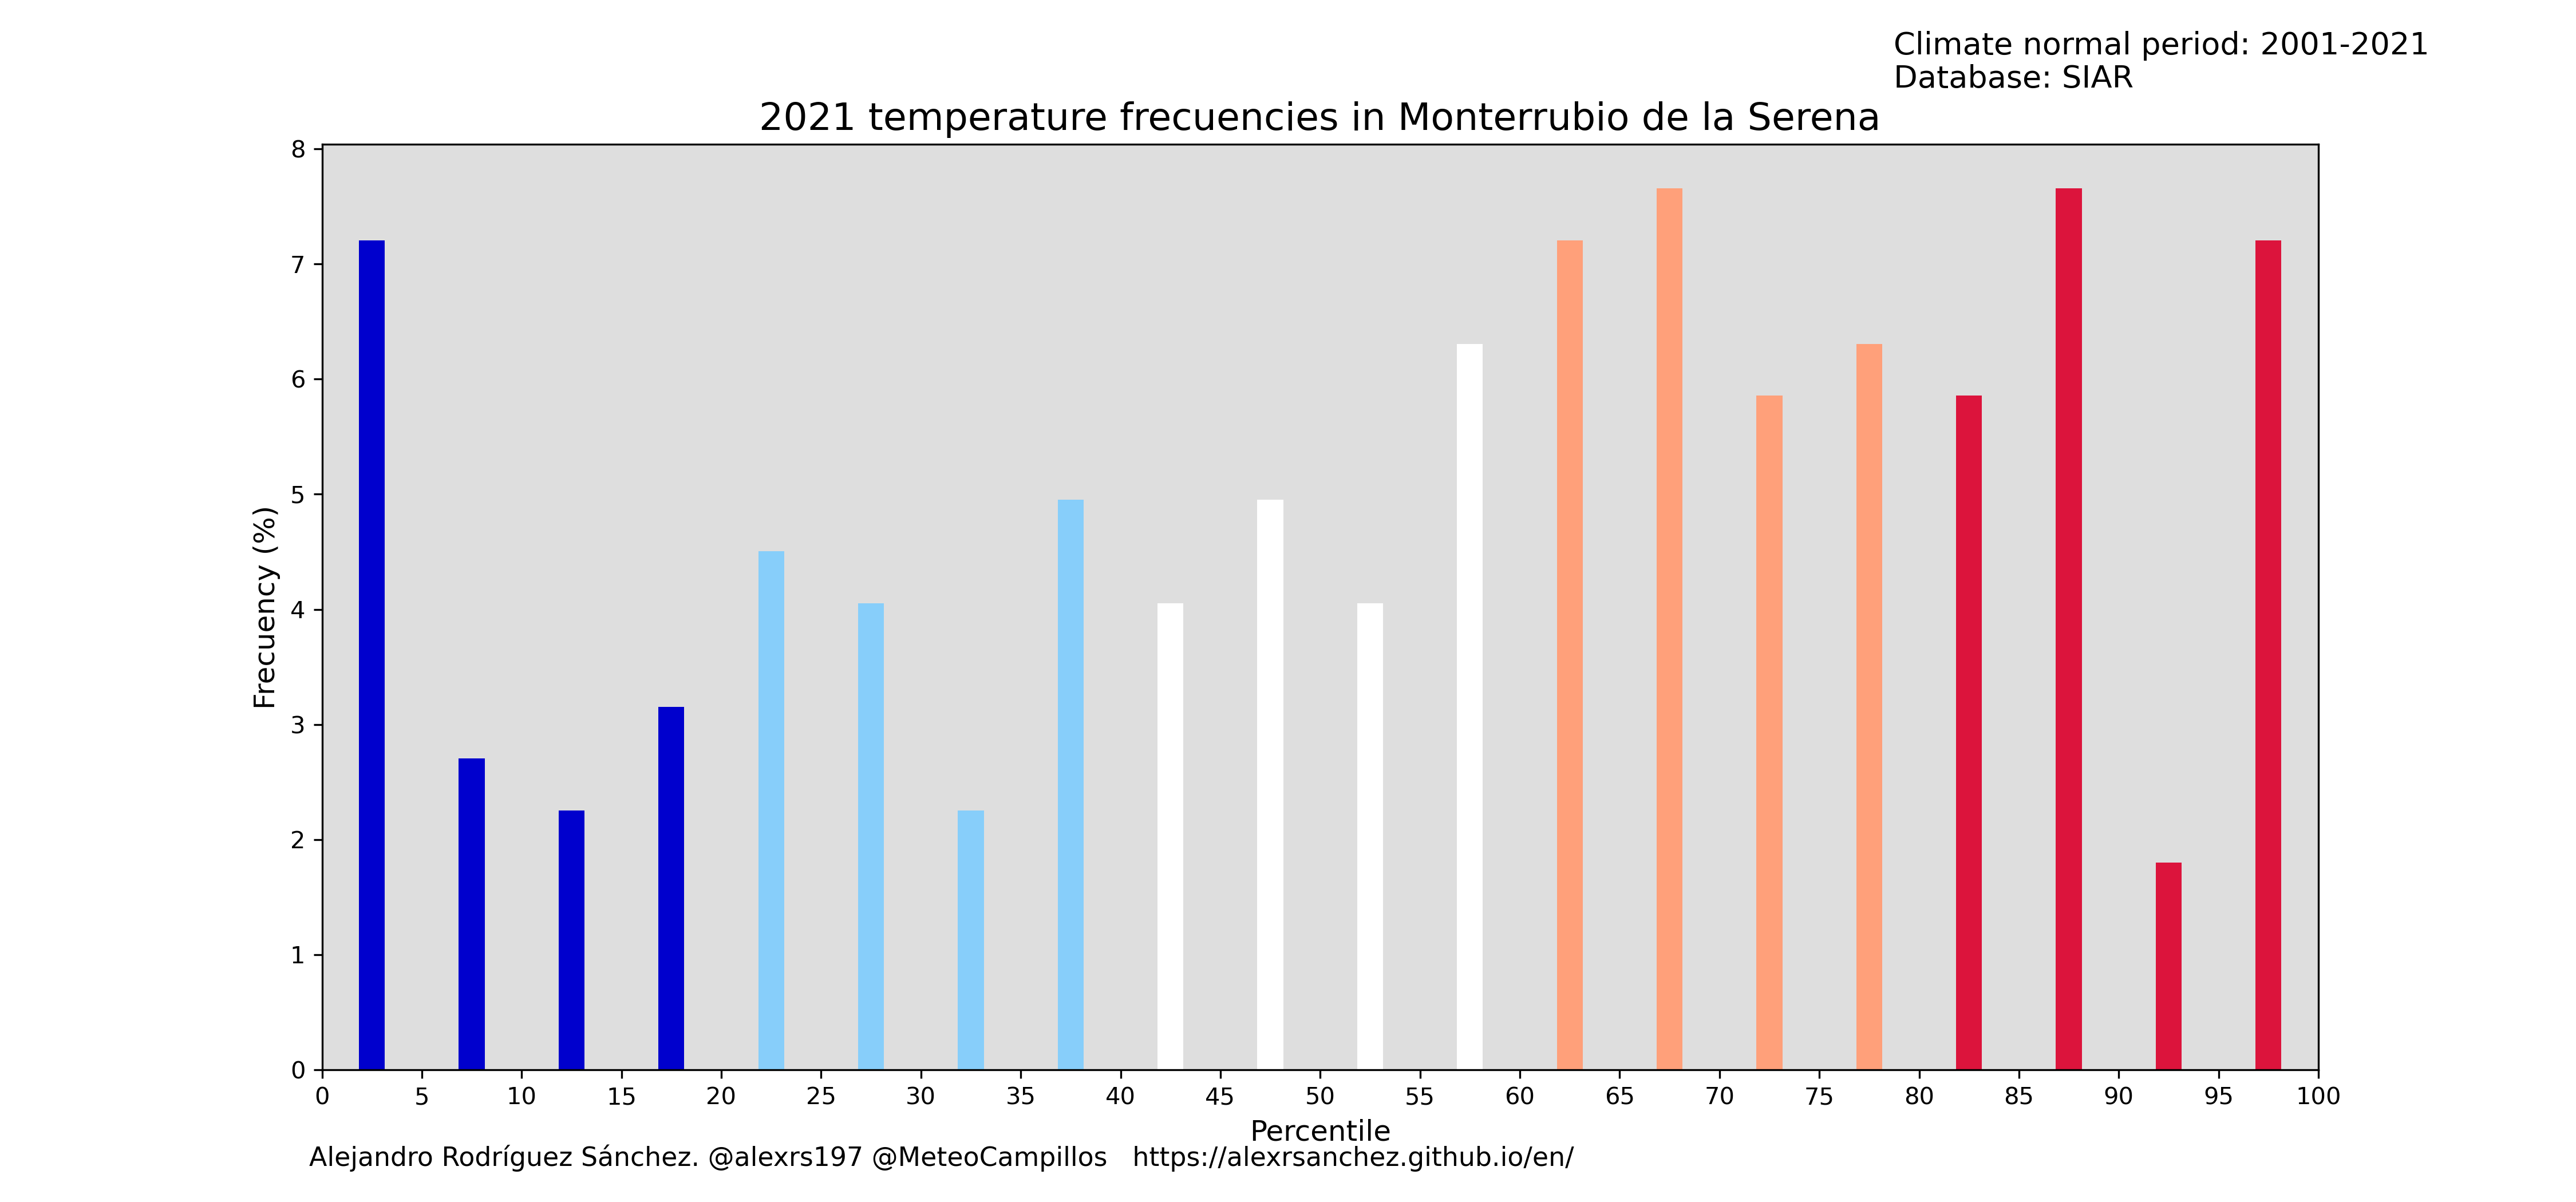 Climate normal period: 2001-2021
Database: SIAR
2021 temperature frecuencies in Monterrubio de la Serena
8
7
6
5
4
3
2
1
0
Frecuency (%)
0 5 10 15 20 25 30 35 40 45 50 55 60 65 70 75 80 85 90 95 100
Percentile
Alejandro Rodríguez Sánchez. @alexrs197 @MeteoCampillos https://alexrsanchez.github.io/en/